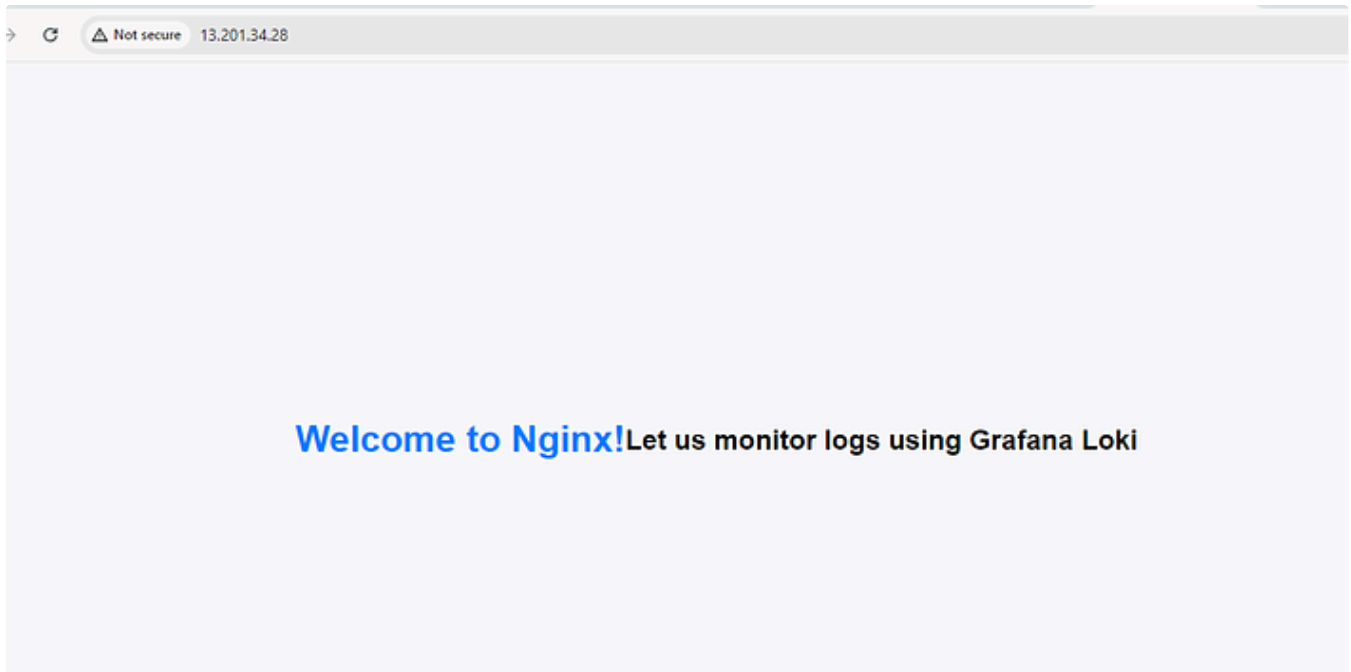 Not secure 13.201.34.28
Welcome to Nginx!Let us monitor logs using Grafana Loki